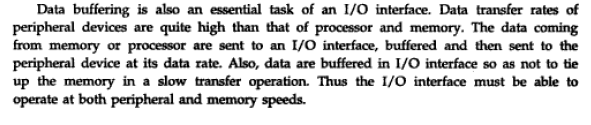 Data buffering is also an essential task of an I/O interface. Data transfer rates of
peripheral devices are quite high than that of processor and memory. The data coming
from memory or processor are sent to an I/O interface, buffered and then sent to the
peripheral device at its data rate. Also, data are buffered in I/O interface so as not to tie
up the memory in a slow transfer operation. Thus the I/O interface must be able to
operate at both peripheral and memory speeds.